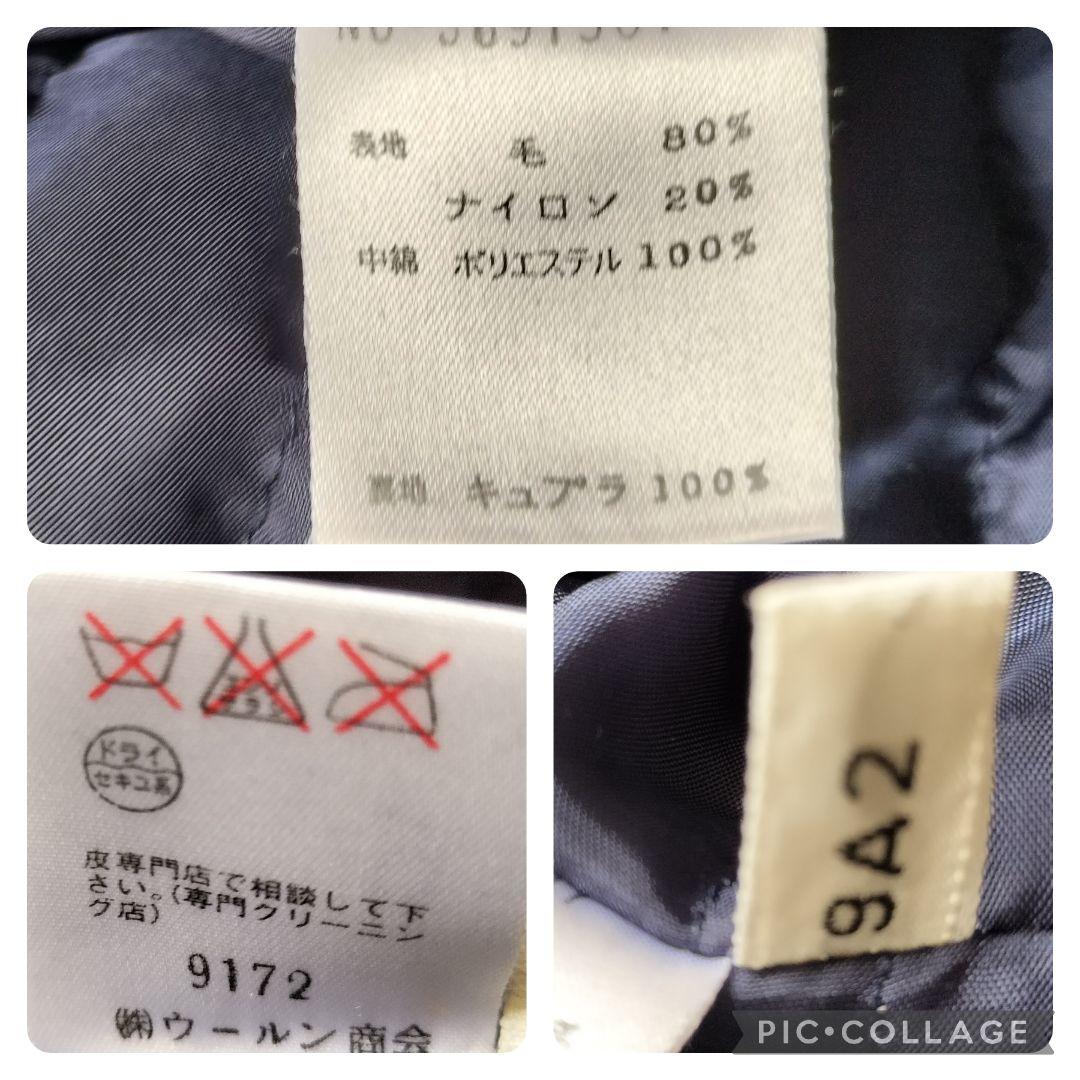 表地 毛 80%
ナイロン 20%
中綿 ポリエステル 100%
裏地 キュプラ 100%
ドライ
セキユ系
皮専門店で相談して下
さい。(専門クリーニン
グ店)
9172
㈱ウールン商会
9A2
PIC•COLLAGE